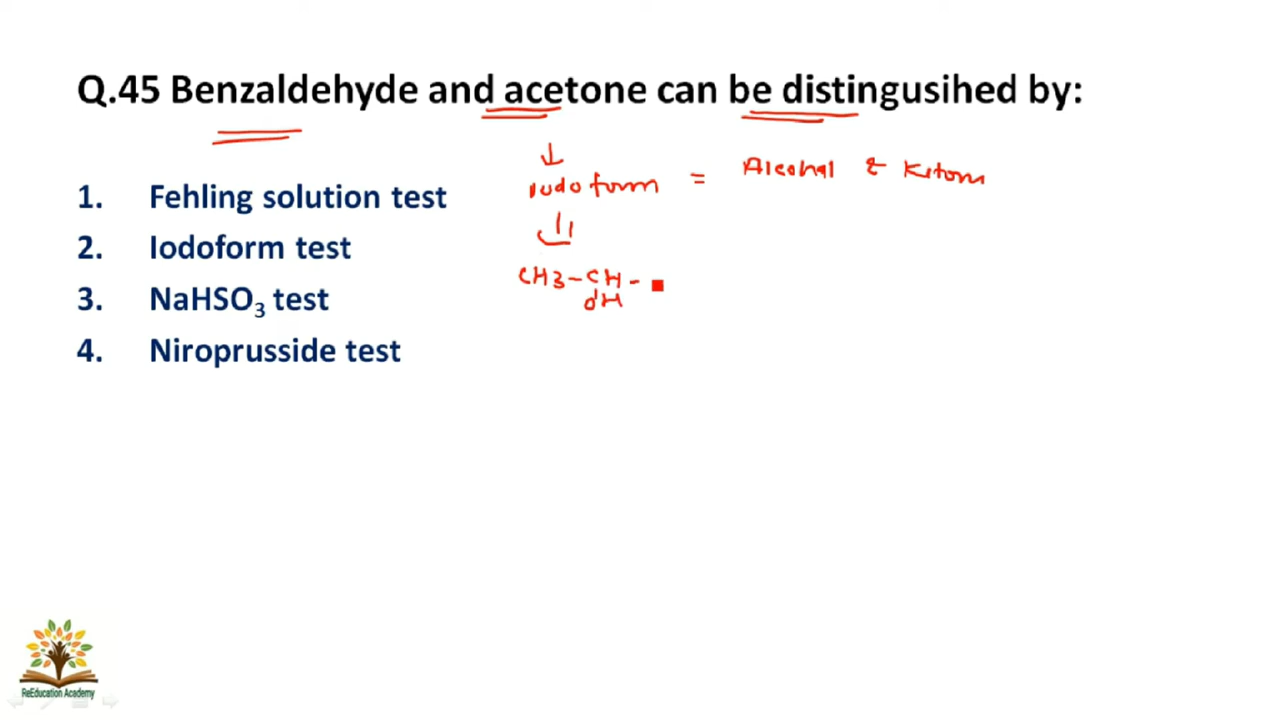 Q.45 Benzaldehyde and acetone can be distingusihed by:
Iodoform = Alcohal & Ketom
1. Fehling solution test
2. Iodoform test
CH3-CH-
OH
3. NaHSO3 test
4. Niroprusside test
ReEducation Academy